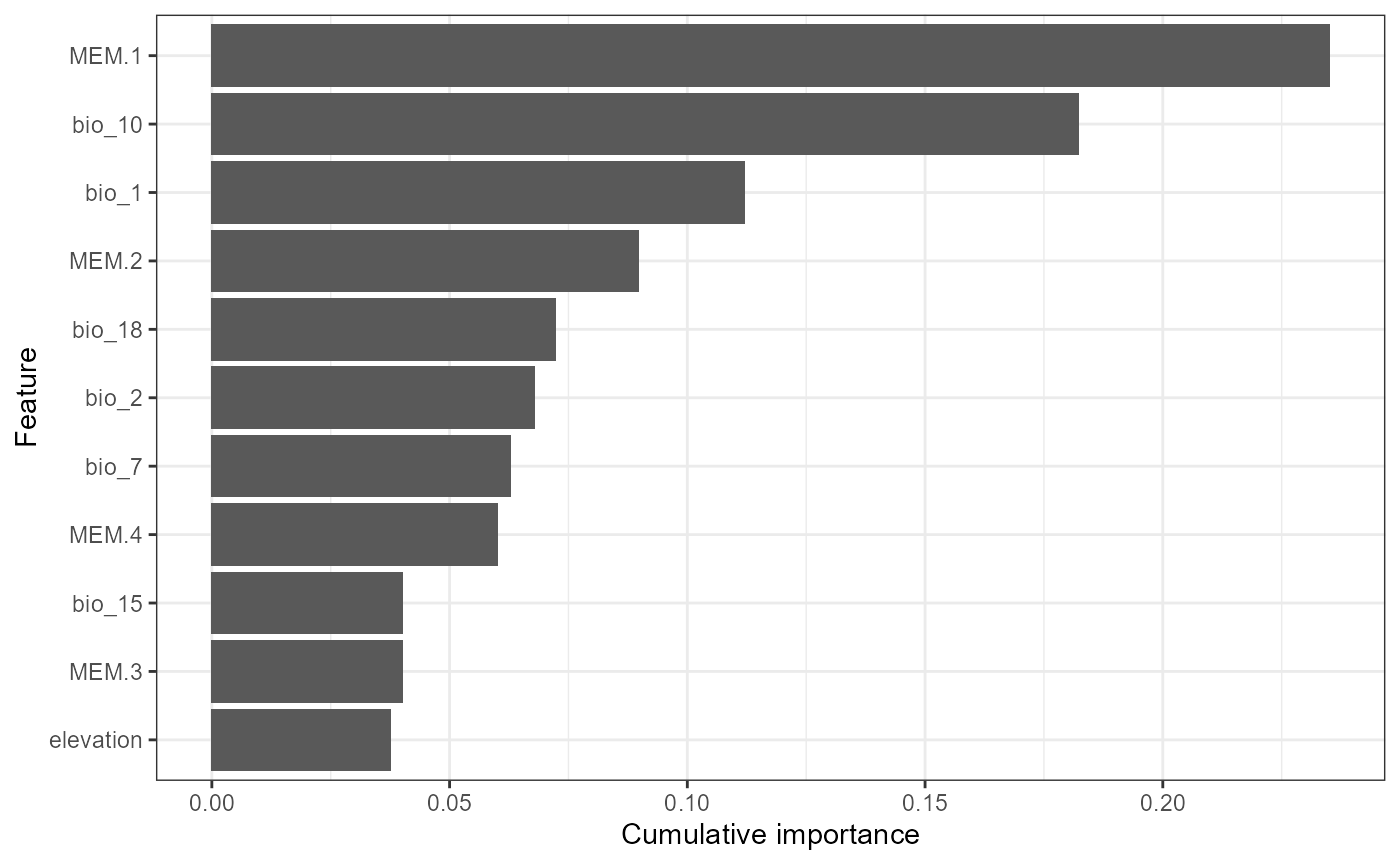 MEM.1
bio_10
bio_1
MEM.2
bio_18
bio_2
bio_7
MEM.4
bio_15
MEM.3
elevation
Feature
0.00 0.05 0.10 0.15 0.20
Cumulative importance